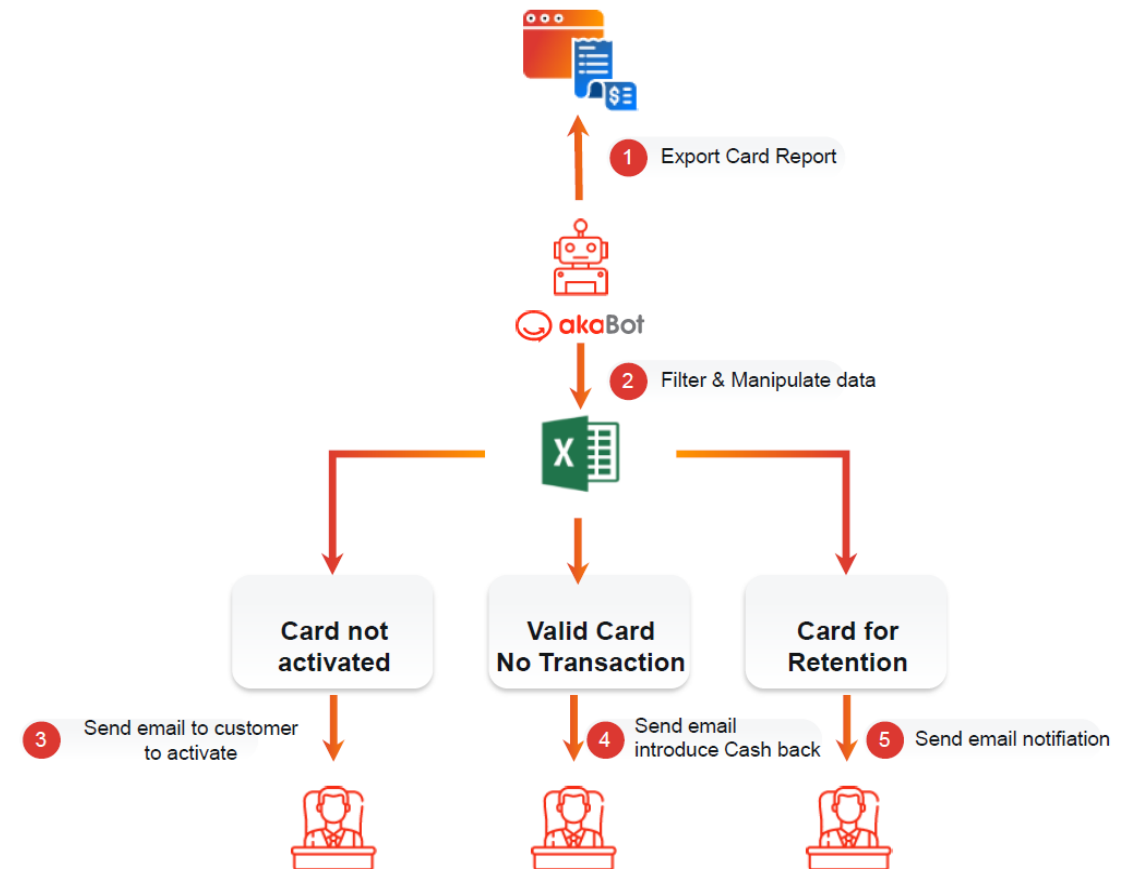 $
1 Export Card Report
akaBot
2 Filter & Manipulate data
X
Card not
activated
Valid Card
No Transaction
Card for
Retention
3 Send email to customer
to activate
4 Send email
introduce Cash back
5 Send email notifiation